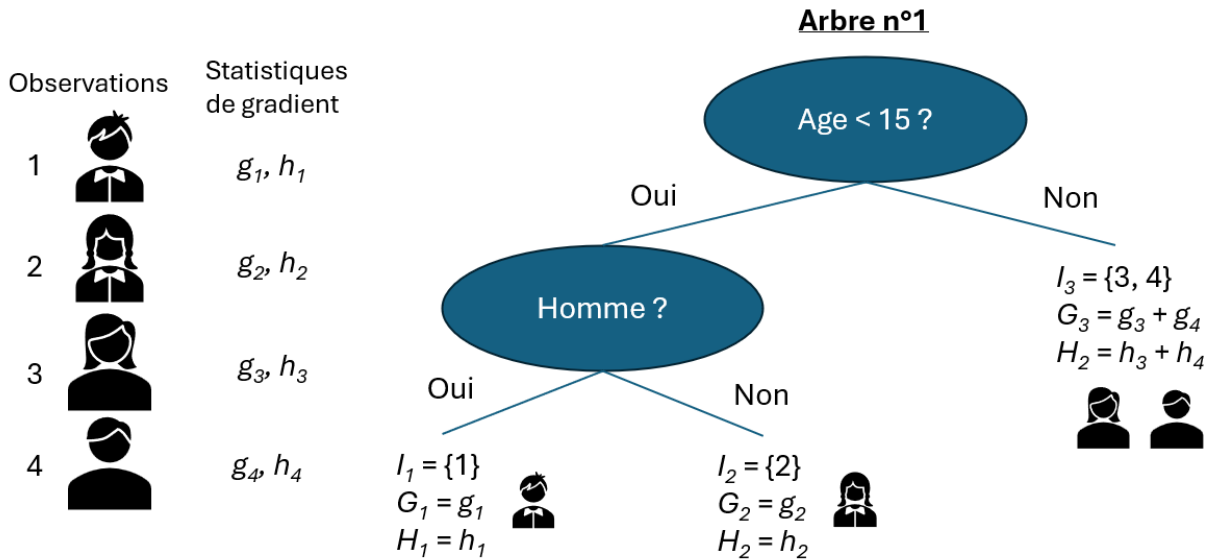 Arbre n°1
Observations
Statistiques
de gradient
1
g₁, h₁
2
g₂, h₂
3
g₃, h₃
4
g₄, h₄
Age < 15 ?
Oui
Non
Homme ?
Oui
Non
I₁ = {1}
G₁ = g₁
H₁ = h₁
I₂ = {2}
G₂ = g₂
H₂ = h₂
I₃ = {3, 4}
G₃ = g₃ + g₄
H₂ = h₃ + h₄